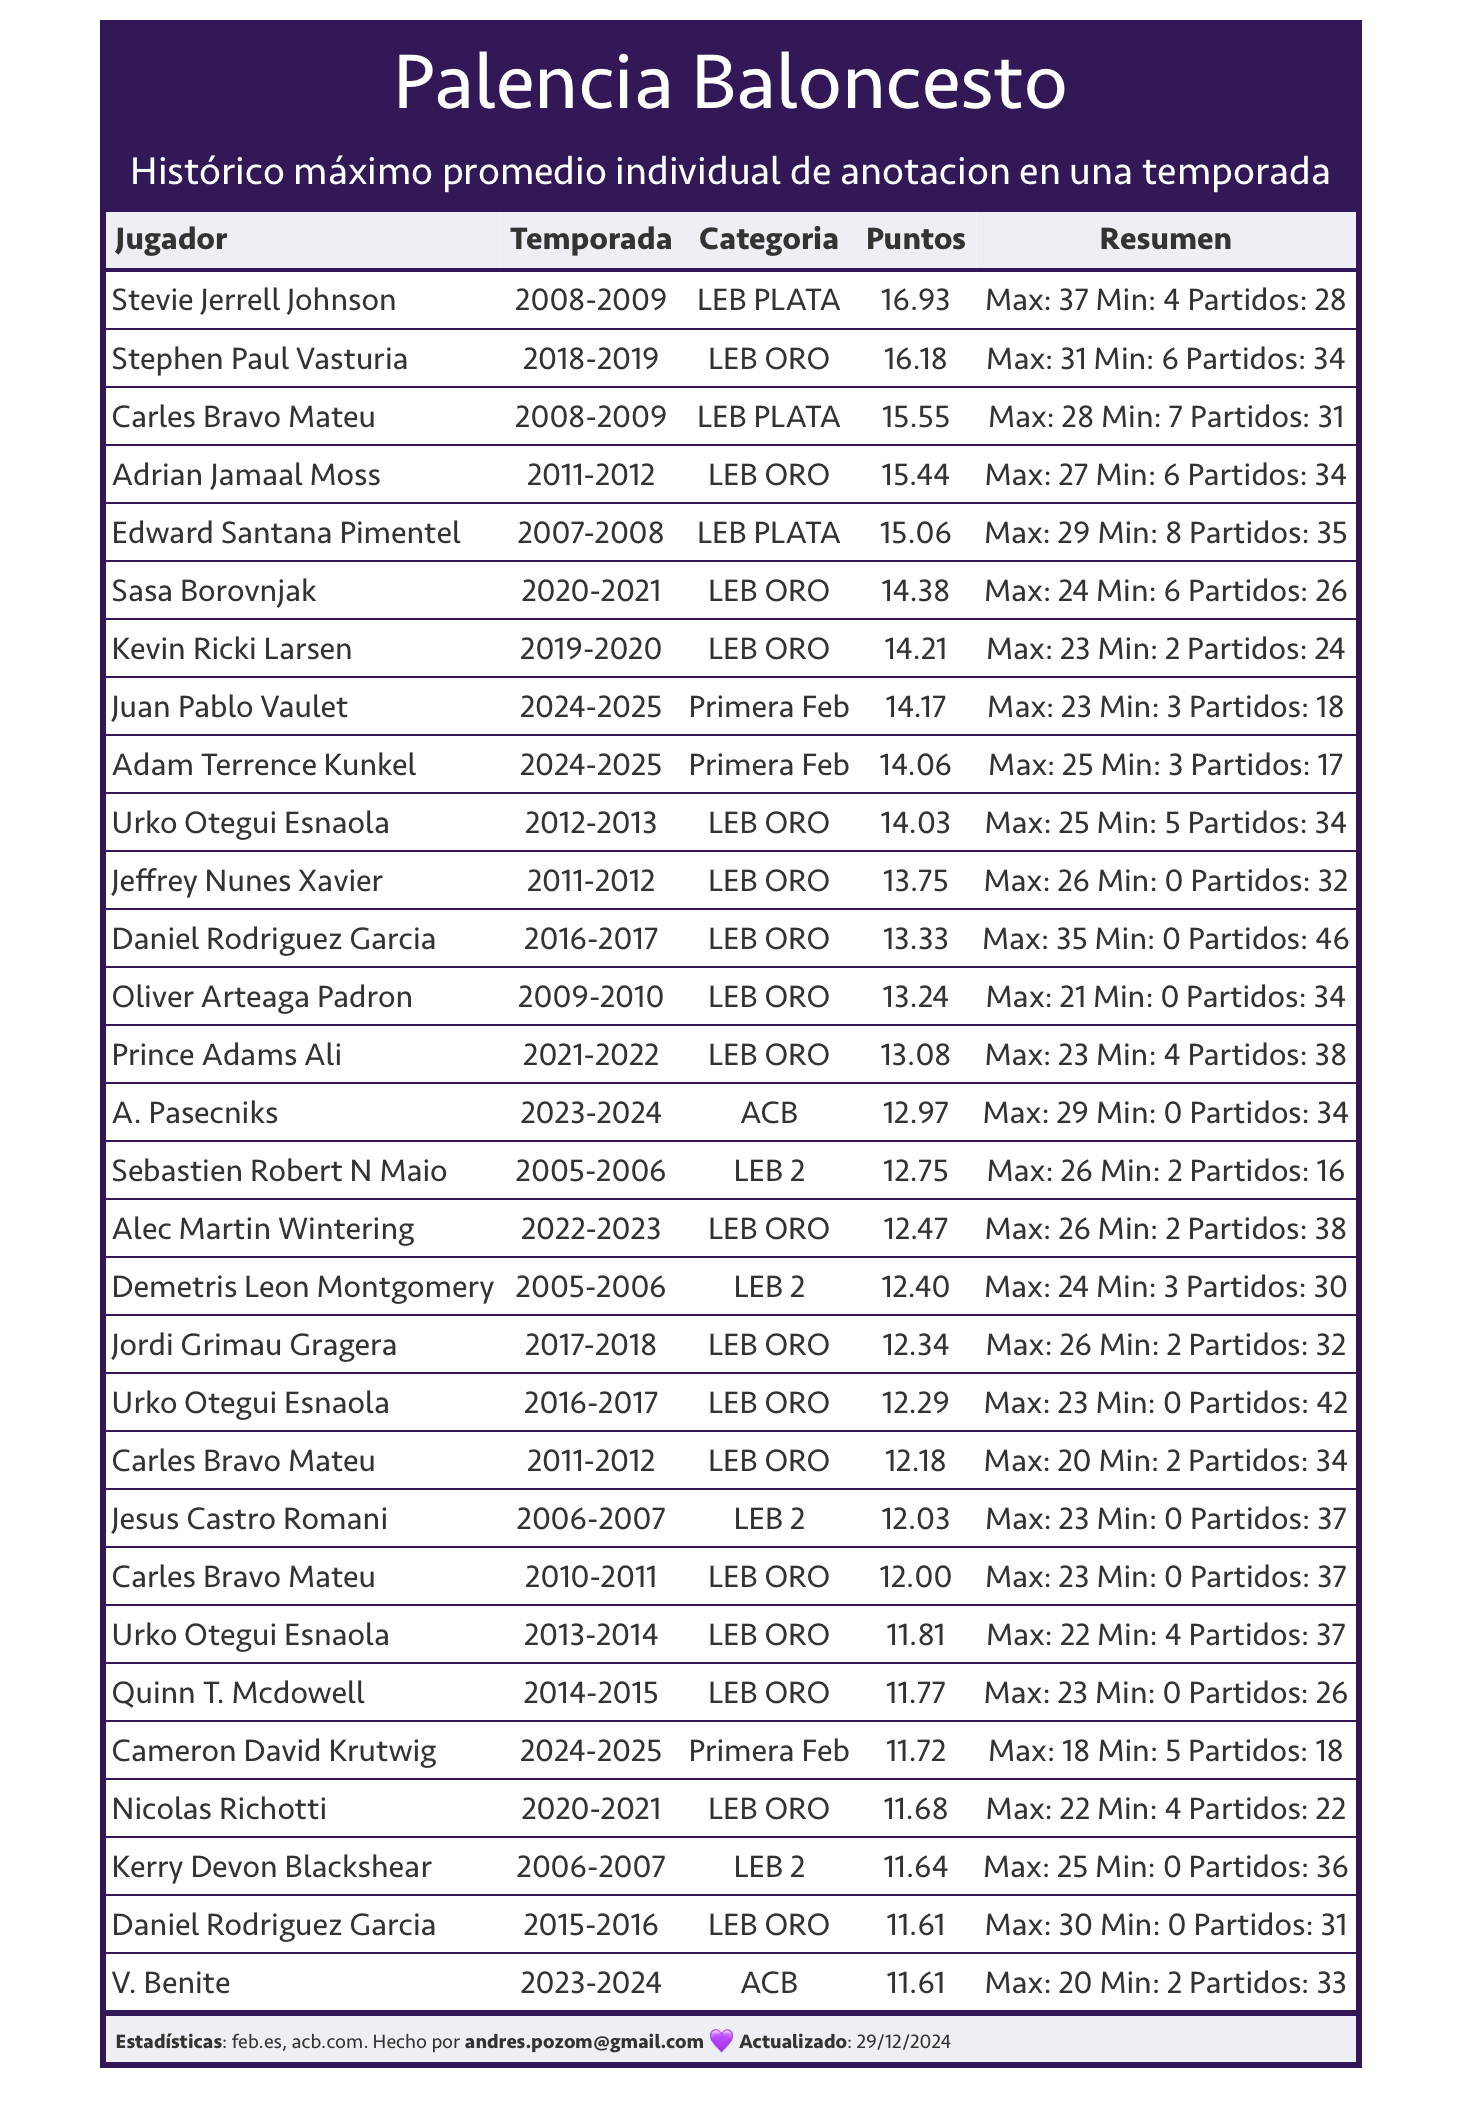 Palencia Baloncesto
Histórico máximo promedio individual de anotacion en una temporada
Jugador Temporada Categoria Puntos Resumen
Stevie Jerrell Johnson 2008-2009 LEB PLATA 16.93 Max: 37 Min: 4 Partidos: 28
Stephen Paul Vasturia 2018-2019 LEB ORO 16.18 Max: 31 Min: 6 Partidos: 34
Carles Bravo Mateu 2008-2009 LEB PLATA 15.55 Max: 28 Min: 7 Partidos: 31
Adrian Jamaal Moss 2011-2012 LEB ORO 15.44 Max: 27 Min: 6 Partidos: 34
Edward Santana Pimentel 2007-2008 LEB PLATA 15.06 Max: 29 Min: 8 Partidos: 35
Sasa Borovnjak 2020-2021 LEB ORO 14.38 Max: 24 Min: 6 Partidos: 26
Kevin Ricki Larsen 2019-2020 LEB ORO 14.21 Max: 23 Min: 2 Partidos: 24
Juan Pablo Vaulet 2024-2025 Primera Feb 14.17 Max: 23 Min: 3 Partidos: 18
Adam Terrence Kunkel 2024-2025 Primera Feb 14.06 Max: 25 Min: 3 Partidos: 17
Urko Otegui Esnaola 2012-2013 LEB ORO 14.03 Max: 25 Min: 5 Partidos: 34
Jeffrey Nunes Xavier 2011-2012 LEB ORO 13.75 Max: 26 Min: 0 Partidos: 32
Daniel Rodriguez Garcia 2016-2017 LEB ORO 13.33 Max: 35 Min: 0 Partidos: 46
Oliver Arteaga Padron 2009-2010 LEB ORO 13.24 Max: 21 Min: 0 Partidos: 34
Prince Adams Ali 2021-2022 LEB ORO 13.08 Max: 23 Min: 4 Partidos: 38
A. Pasecniks 2023-2024 ACB 12.97 Max: 29 Min: 0 Partidos: 34
Sebastien Robert N Maio 2005-2006 LEB 2 12.75 Max: 26 Min: 2 Partidos: 16
Alec Martin Wintering 2022-2023 LEB ORO 12.47 Max: 26 Min: 2 Partidos: 38
Demetris Leon Montgomery 2005-2006 LEB 2 12.40 Max: 24 Min: 3 Partidos: 30
Jordi Grimau Gragera 2017-2018 LEB ORO 12.34 Max: 26 Min: 2 Partidos: 32
Urko Otegui Esnaola 2016-2017 LEB ORO 12.29 Max: 23 Min: 0 Partidos: 42
Carles Bravo Mateu 2011-2012 LEB ORO 12.18 Max: 20 Min: 2 Partidos: 34
Jesus Castro Romani 2006-2007 LEB 2 12.03 Max: 23 Min: 0 Partidos: 37
Carles Bravo Mateu 2010-2011 LEB ORO 12.00 Max: 23 Min: 0 Partidos: 37
Urko Otegui Esnaola 2013-2014 LEB ORO 11.81 Max: 22 Min: 4 Partidos: 37
Quinn T. Mcdowell 2014-2015 LEB ORO 11.77 Max: 23 Min: 0 Partidos: 26
Cameron David Krutwig 2024-2025 Primera Feb 11.72 Max: 18 Min: 5 Partidos: 18
Nicolas Richotti 2020-2021 LEB ORO 11.68 Max: 22 Min: 4 Partidos: 22
Kerry Devon Blackshear 2006-2007 LEB 2 11.64 Max: 25 Min: 0 Partidos: 36
Daniel Rodriguez Garcia 2015-2016 LEB ORO 11.61 Max: 30 Min: 0 Partidos: 31
V. Benite 2023-2024 ACB 11.61 Max: 20 Min: 2 Partidos: 33
Estadísticas: feb.es, acb.com. Hecho por andres.pozom@gmail.com 💜 Actualizado: 29/12/2024